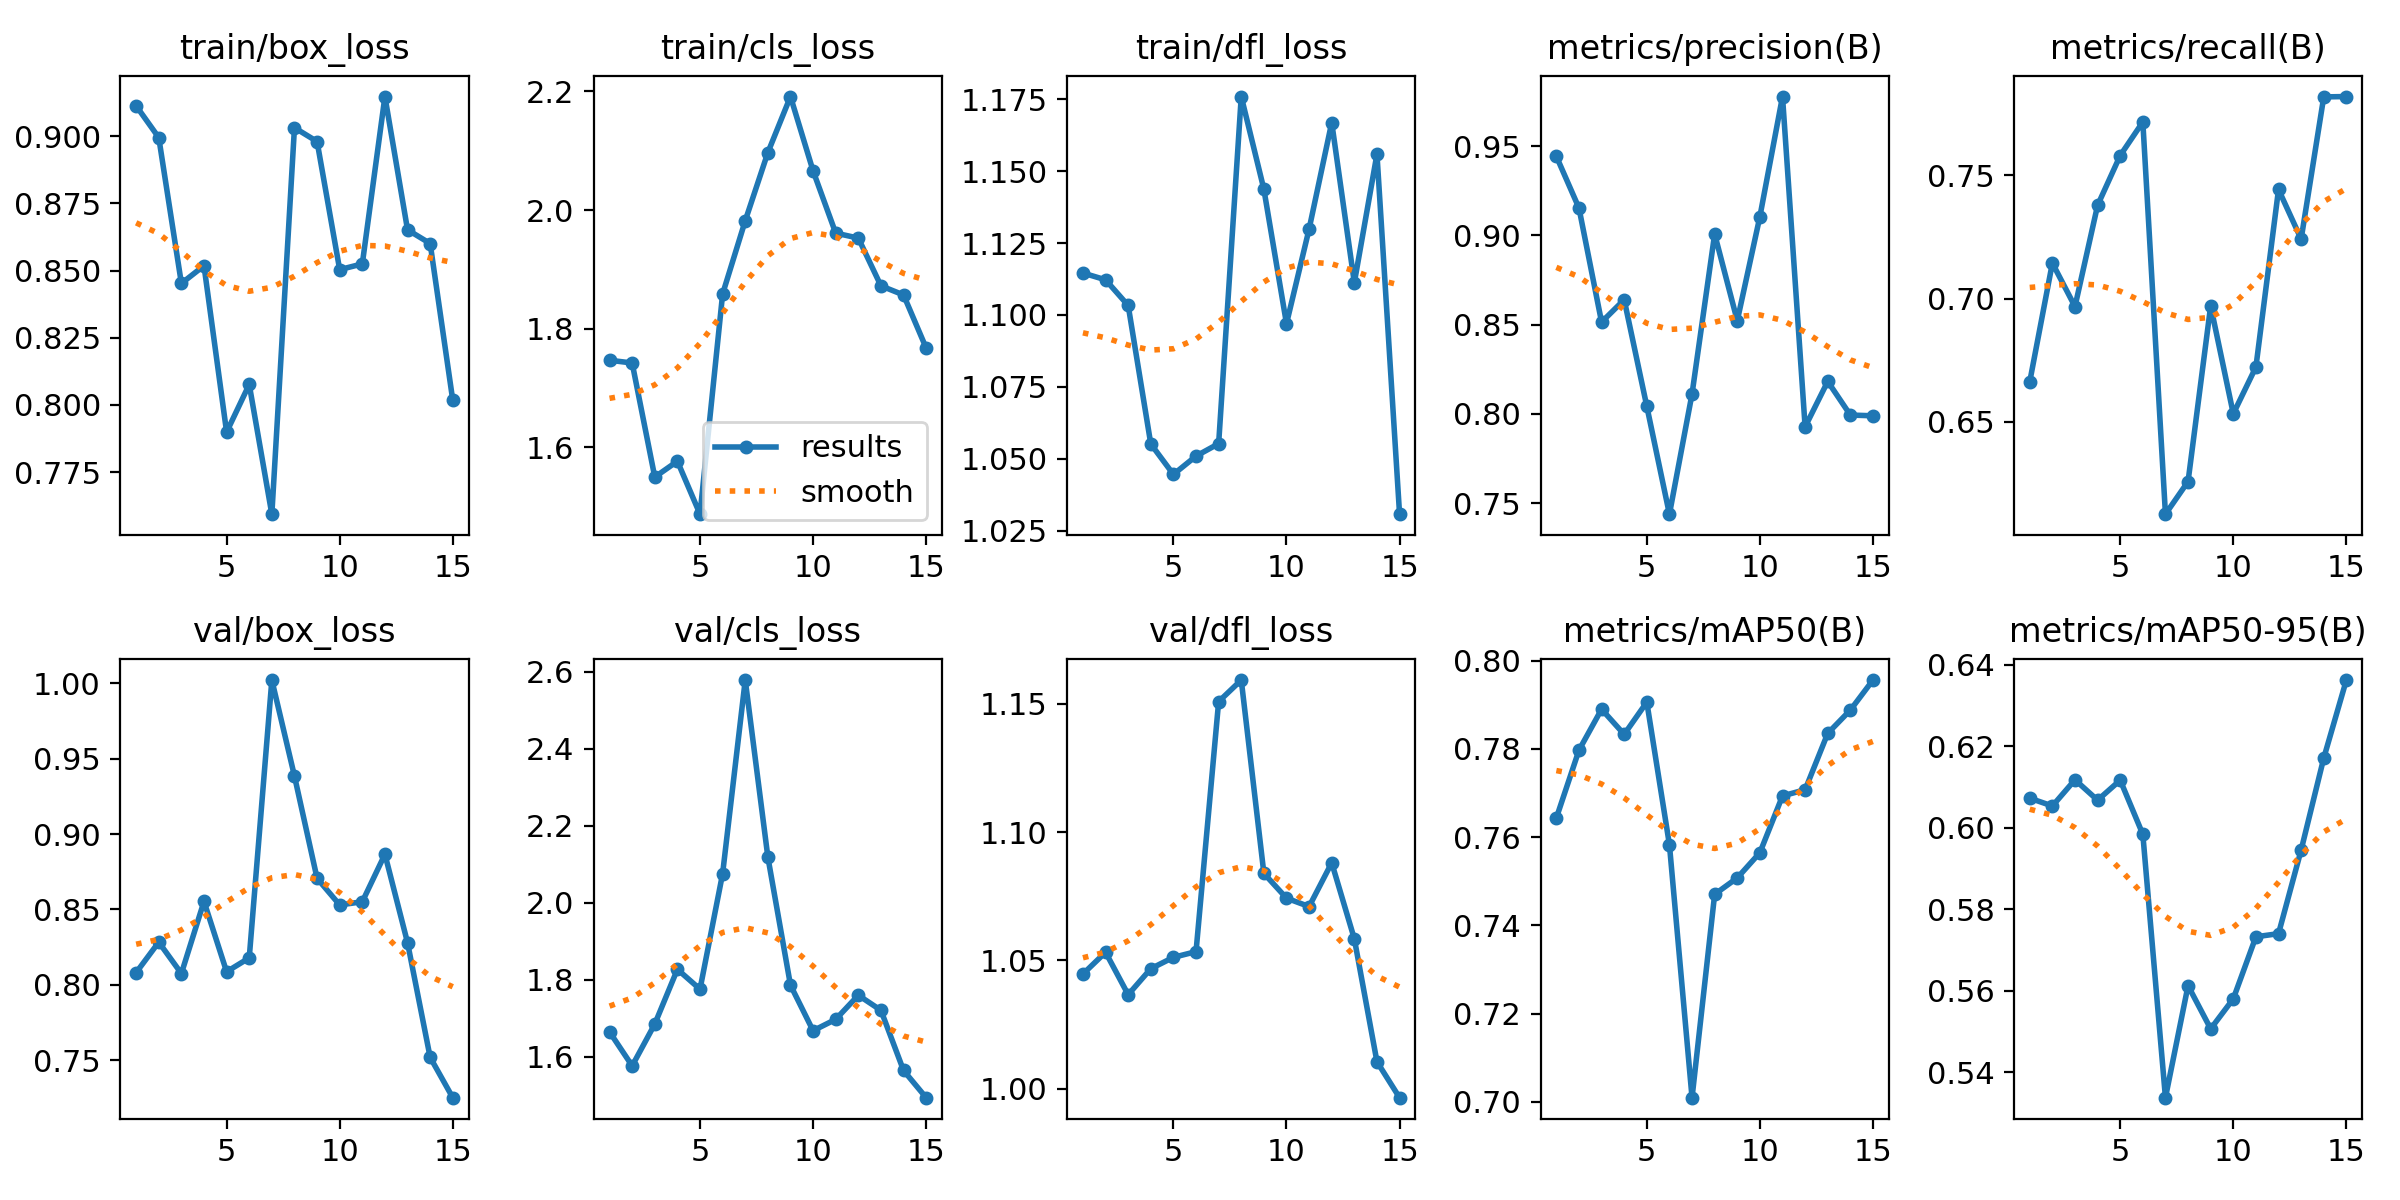 train/box_loss
train/cls_loss
train/dfl_loss
metrics/precision(B)
metrics/recall(B)
0.900
0.875
0.850
0.825
0.800
0.775
5 10 15
2.2
2.0
1.8
1.6
results
smooth
5 10 15
1.175
1.150
1.125
1.100
1.075
1.050
1.025
5 10 15
0.95
0.90
0.85
0.80
0.75
5 10 15
0.75
0.70
0.65
5 10 15
val/box_loss
val/cls_loss
val/dfl_loss
metrics/mAP50(B)
metrics/mAP50-95(B)
1.00
0.95
0.90
0.85
0.80
0.75
5 10 15
2.6
2.4
2.2
2.0
1.8
1.6
5 10 15
1.15
1.10
1.05
1.00
5 10 15
0.80
0.78
0.76
0.74
0.72
0.70
5 10 15
0.64
0.62
0.60
0.58
0.56
0.54
5 10 15